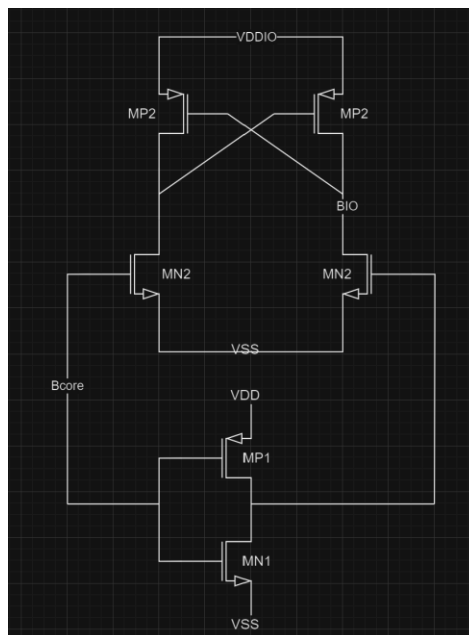 VDDIO
MP2 MP2
BIO
MN2 MN2
VSS
Bcore
VDD
MP1
MN1
VSS